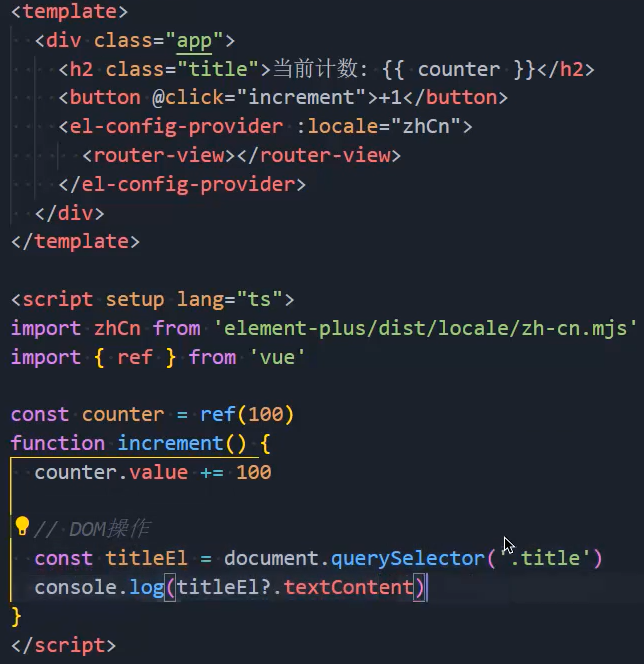 <template>
<div class="app">
<h2 class="title">当前计数: {{ counter }}</h2>
<button @click="increment">+1</button>
<el-config-provider :locale="zhCn">
<router-view></router-view>
</el-config-provider>
</div>
</template>
<script setup lang="ts">
import zhCn from 'element-plus/dist/locale/zh-cn.mjs'
import { ref } from 'vue'
const counter = ref(100)
function increment() {
counter.value += 100
// DOM操作
const titleEl = document.querySelector('.title')
console.log(titleEl?.textContent)
}
</script>